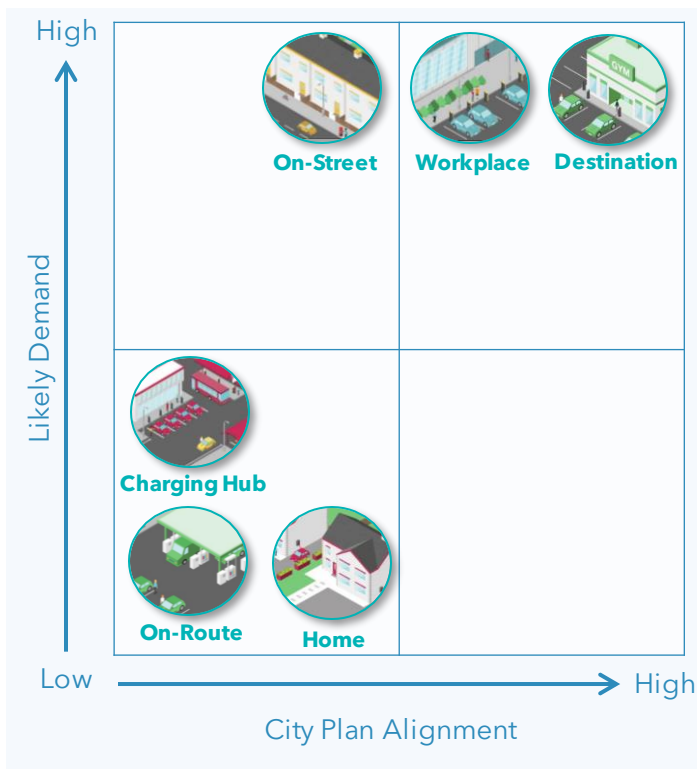 High
GYM
On-Street
Workplace
Destination
Likely Demand
Charging Hub
On-Route
Home
Low
High
City Plan Alignment